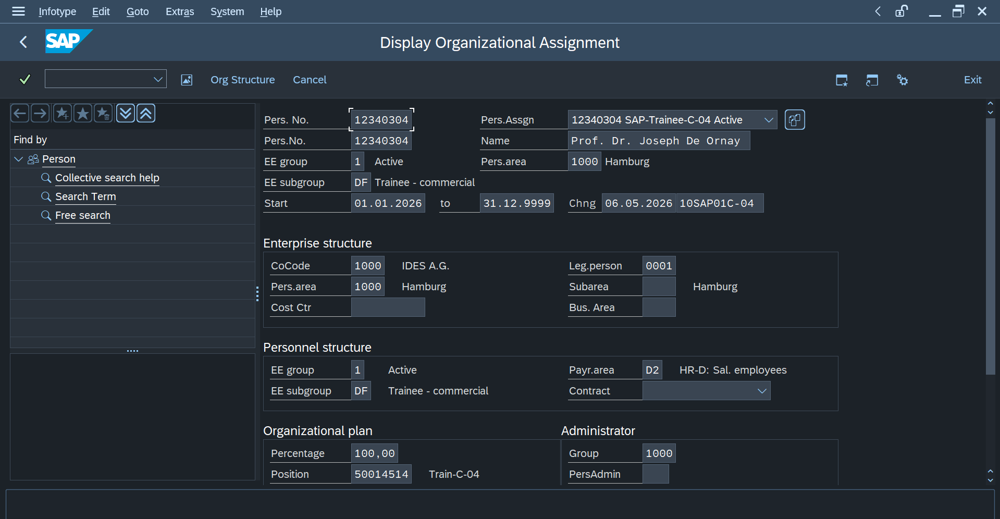 Infotype Edit Goto Extras System Help
SAP Display Organizational Assignment
Org Structure Cancel Exit
Find by
Person
Collective search help
Search Term
Free search
Pers. No. 12340304 Pers.Assgn 12340304 SAP-Trainee-C-04 Active
Pers.No. 12340304 Name Prof. Dr. Joseph De Ornay
EE group 1 Active Pers.area 1000 Hamburg
EE subgroup DF Trainee - commercial
Start 01.01.2026 to 31.12.9999 Chng 06.05.2026 10SAP01C-04
Enterprise structure
CoCode 1000 IDES A.G. Leg.person 0001
Pers.area 1000 Hamburg Subarea Hamburg
Cost Ctr Bus. Area
Personnel structure
EE group 1 Active Payr.area D2 HR-D: Sal. employees
EE subgroup DF Trainee - commercial Contract
Organizational plan Administrator
Percentage 100,00 Group 1000
Position 50014514 Train-C-04 PersAdmin